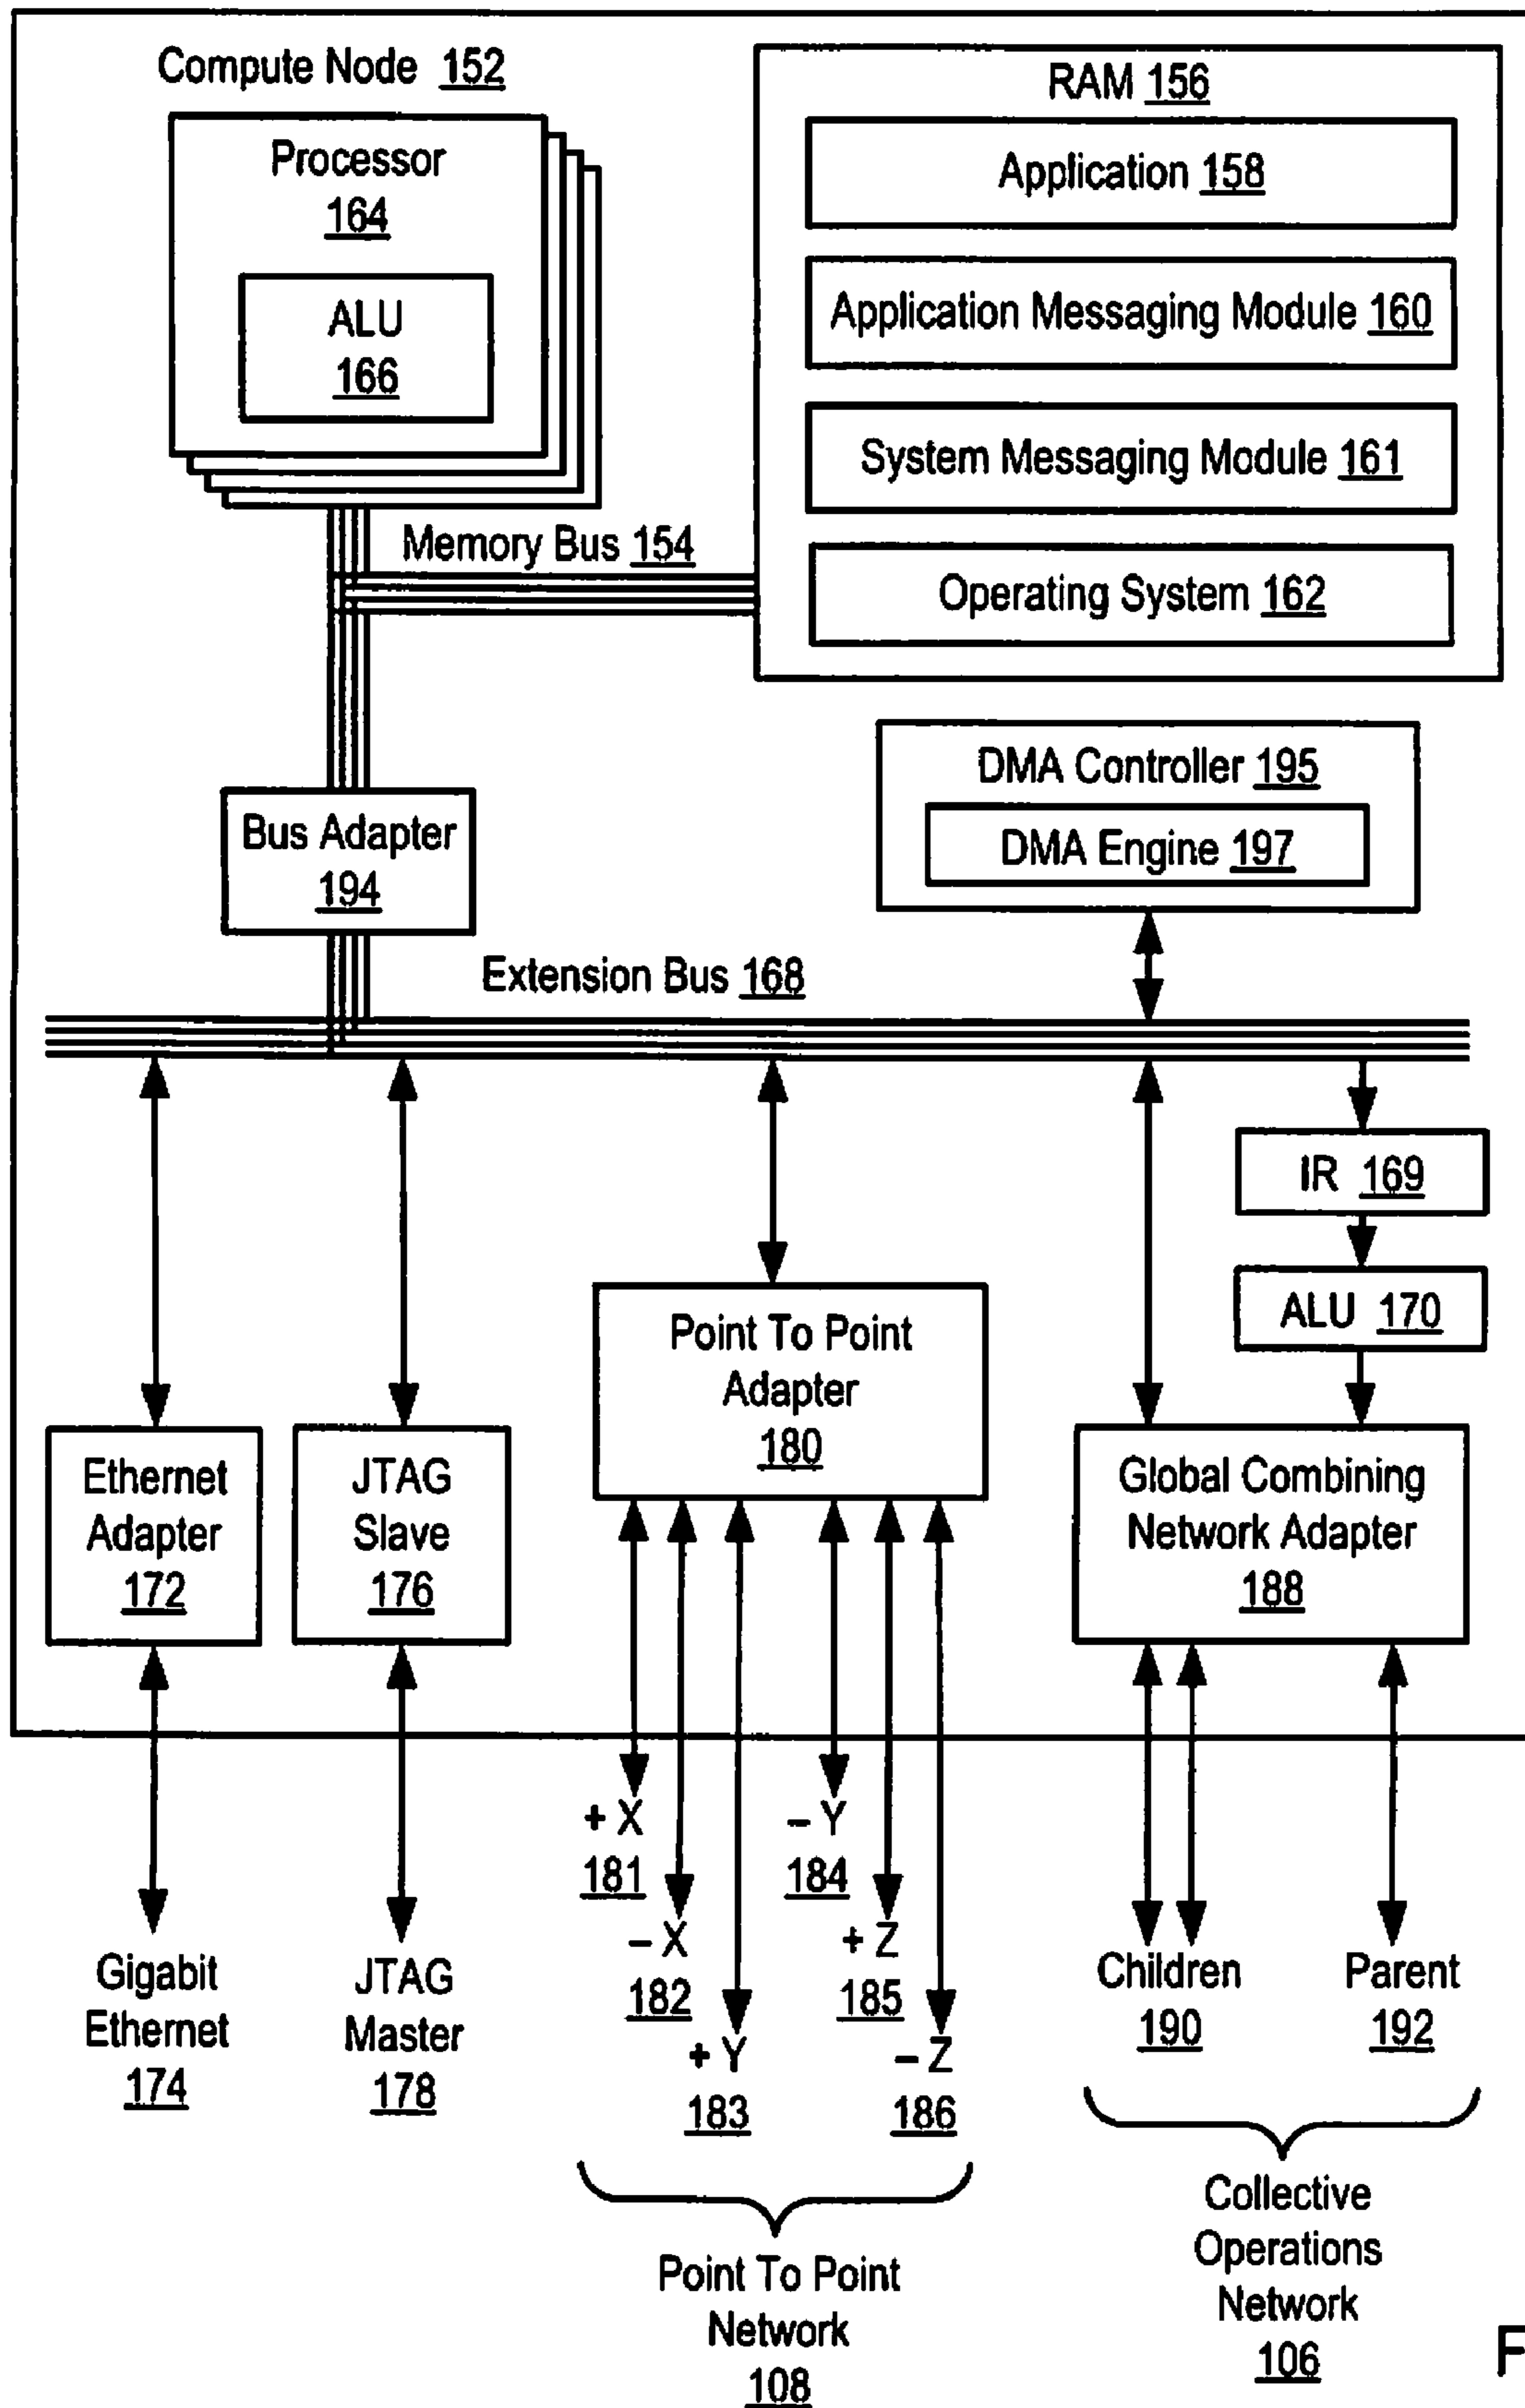 Compute Node 152
Processor
164
ALU
166
RAM 156
Application 158
Application Messaging Module 160
System Messaging Module 161
Operating System 162
Memory Bus 154
DMA Controller 195
DMA Engine 197
Bus Adapter
194
Extension Bus 168
IR 169
ALU 170
Point To Point
Adapter
180
Ethernet
Adapter
172
JTAG
Slave
176
Global Combining
Network Adapter
188
+ X
181
– X
182
+ Y
183
– Y
184
+ Z
185
– Z
186
Gigabit
Ethernet
174
JTAG
Master
178
Children
190
Parent
192
Point To Point
Network
108
Collective
Operations
Network
106
F